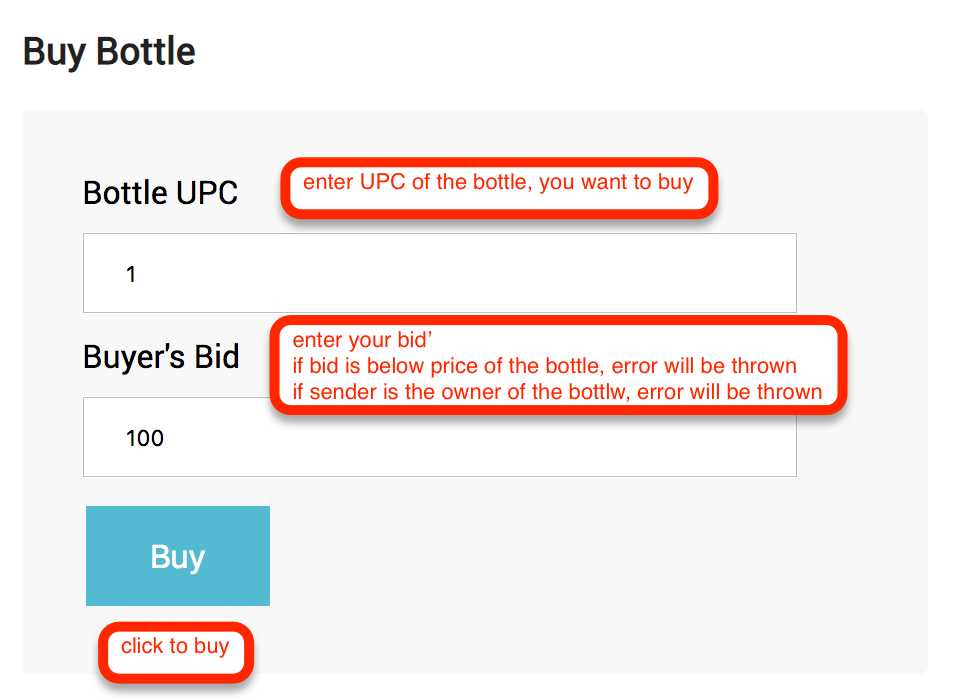 Buy Bottle
Bottle UPC
enter UPC of the bottle, you want to buy
1
Buyer's Bid
enter your bid’
if bid is below price of the bottle, error will be thrown
if sender is the owner of the bottlw, error will be thrown
100
Buy
click to buy